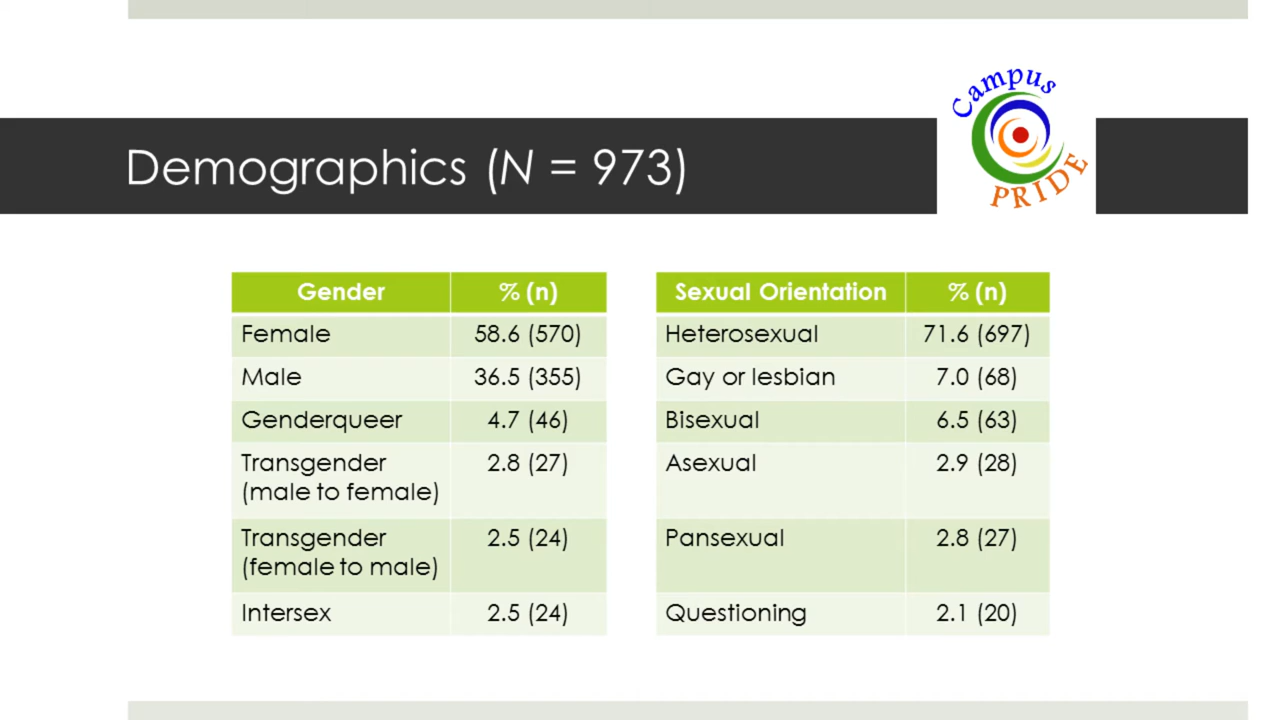 Campus
PRIDE
Demographics (N = 973)
Gender % (n)
Female 58.6 (570)
Male 36.5 (355)
Genderqueer 4.7 (46)
Transgender 2.8 (27)
(male to female)
Transgender 2.5 (24)
(female to male)
Intersex 2.5 (24)
Sexual Orientation % (n)
Heterosexual 71.6 (697)
Gay or lesbian 7.0 (68)
Bisexual 6.5 (63)
Asexual 2.9 (28)
Pansexual 2.8 (27)
Questioning 2.1 (20)